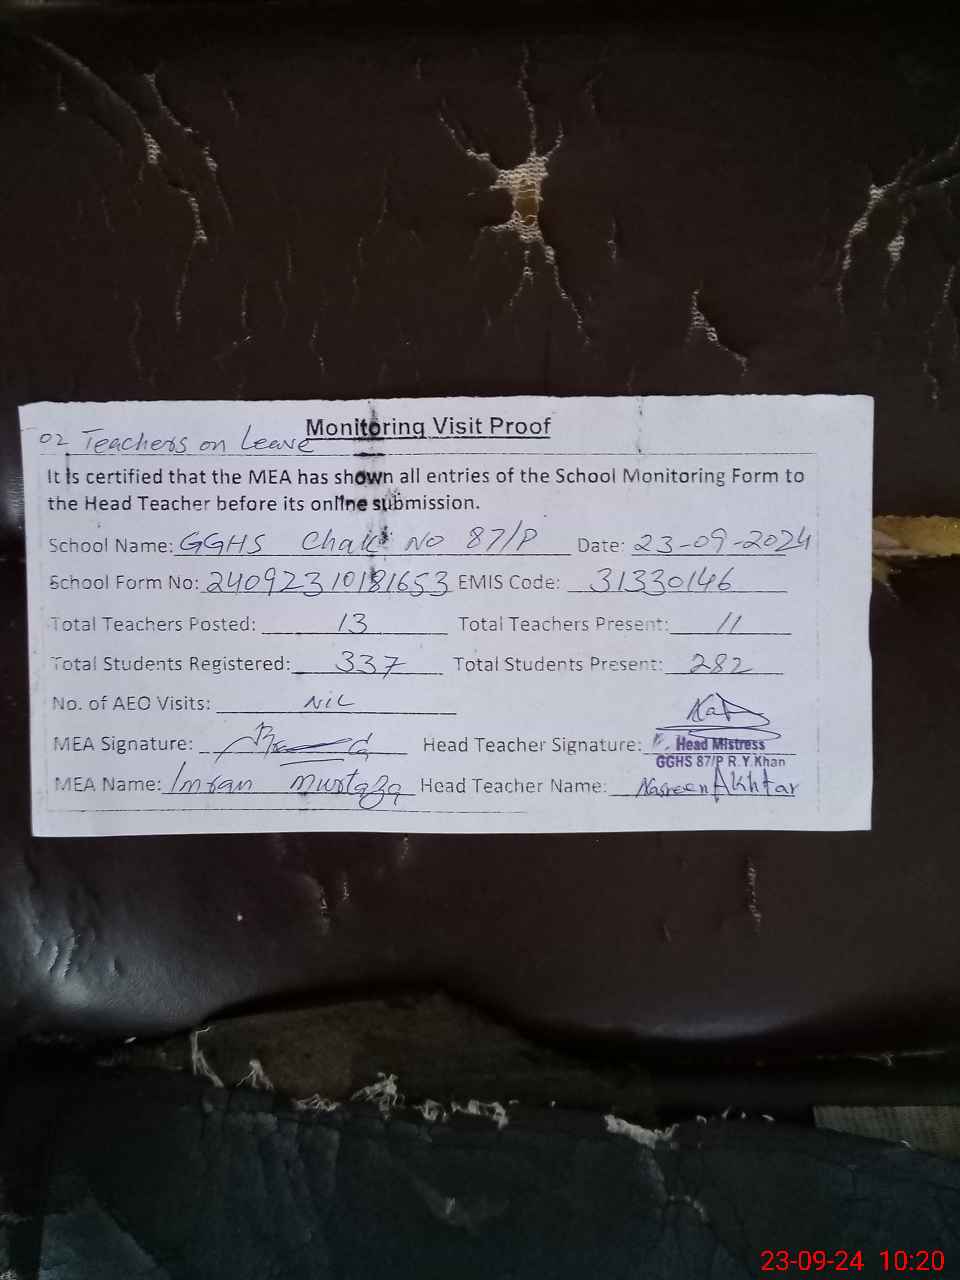 Monitoring Visit Proof
02 Teachers on Leave
It is certified that the MEA has shown all entries of the School Monitoring Form to
the Head Teacher before its online submission.
School Name: GGHS Chak No 87/P Date: 23-09-2024
School Form No: 24092310181653 EMIS Code: 31330146
Total Teachers Posted: 13 Total Teachers Present: 11
Total Students Registered: 337 Total Students Present: 282
No. of AEO Visits: NiL
MEA Signature: Head Teacher Signature:
Head Mistress
GGHS 87/P R.Y.Khan
MEA Name: Imran Murtaza Head Teacher Name: Nasreen Akhtar
23-09-24 10:20